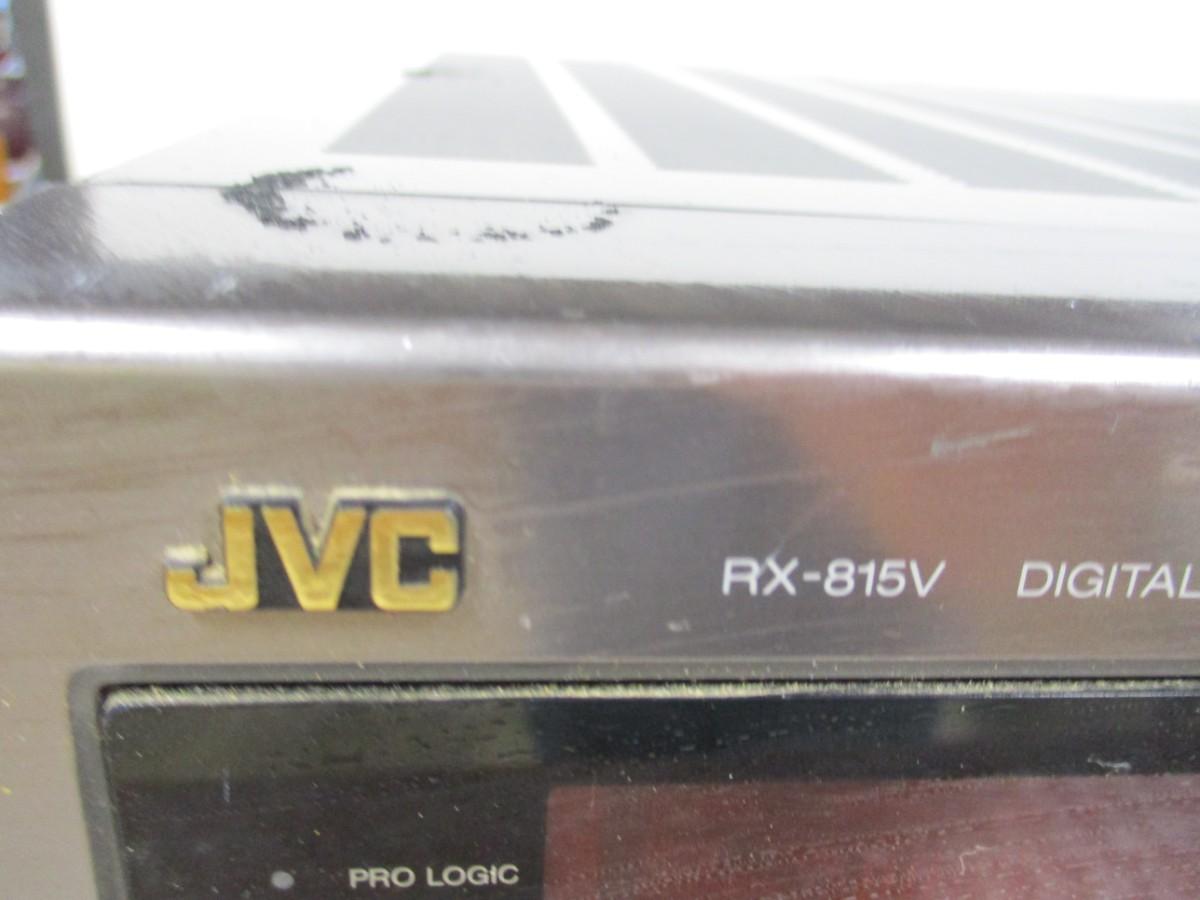 JVC
RX-815V DIGITAL
PRO LOGIC